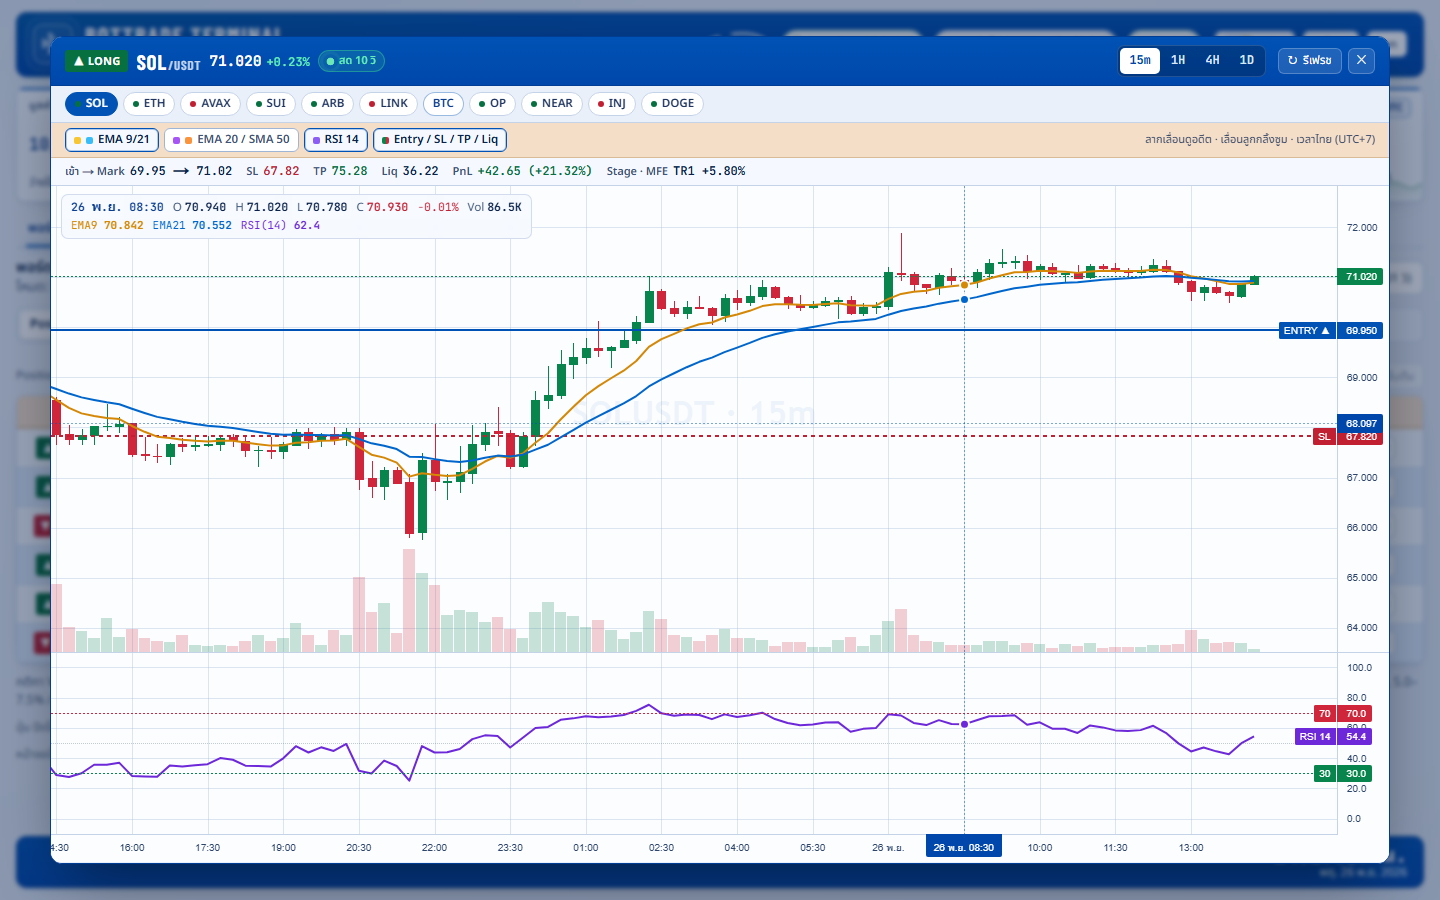 BOTTRADE TERMINAL
▲ LONG SOL/USDT 71.020 +0.23% สด 10 วิ 15m 1H 4H 1D ↻ รีเฟรช ✕
SOL ETH AVAX SUI ARB LINK BTC OP NEAR INJ DOGE
EMA 9/21 EMA 20 / SMA 50 RSI 14 Entry / SL / TP / Liq ลากเลื่อนดูอดีต · เลื่อนลูกกลิ้งซูม · เวลาไทย (UTC+7)
เข้า → Mark 69.95 → 71.02 SL 67.82 TP 75.28 Liq 36.22 PnL +42.65 (+21.32%) Stage · MFE TR1 +5.80%
26 พ.ย. 08:30 O 70.940 H 71.020 L 70.780 C 70.930 -0.01% Vol 86.5K
EMA9 70.842 EMA21 70.552 RSI(14) 62.4
72.000
71.020
ENTRY ▲ 69.950
69.000
SOLUSDT · 15m
68.097
SL 67.820
67.000
66.000
65.000
64.000
100.0
80.0
70 70.0
60.0
RSI 14 54.4
40.0
30 30.0
20.0
0.0
4:30 16:00 17:30 19:00 20:30 22:00 23:30 01:00 02:30 04:00 05:30 26 พ.ย. 26 พ.ย. 08:30 10:00 11:30 13:00